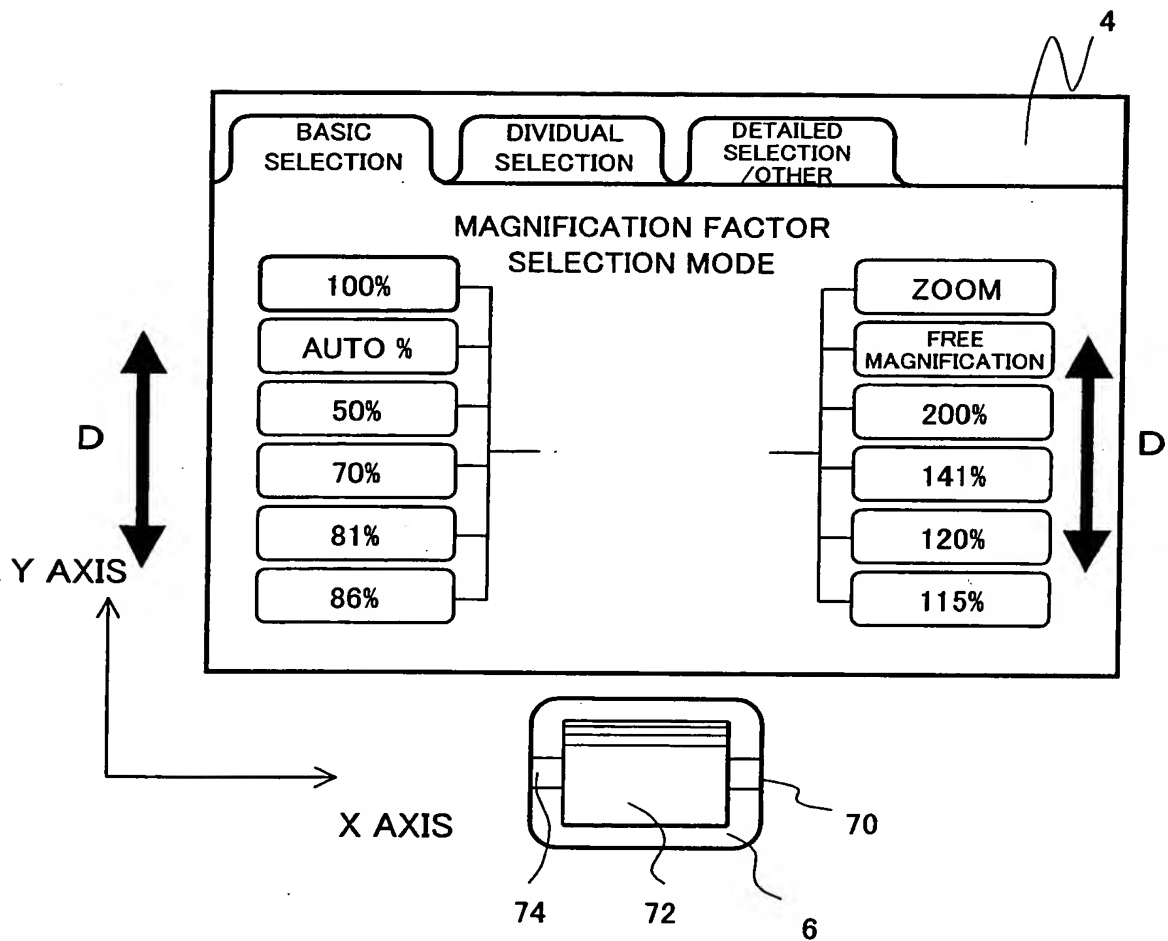 4
BASIC
SELECTION
DIVIDUAL
SELECTION
DETAILED
SELECTION
/OTHER
MAGNIFICATION FACTOR
SELECTION MODE
100%
AUTO %
50%
70%
81%
86%
ZOOM
FREE
MAGNIFICATION
200%
141%
120%
115%
D
D
Y AXIS
X AXIS
74
72
6
70